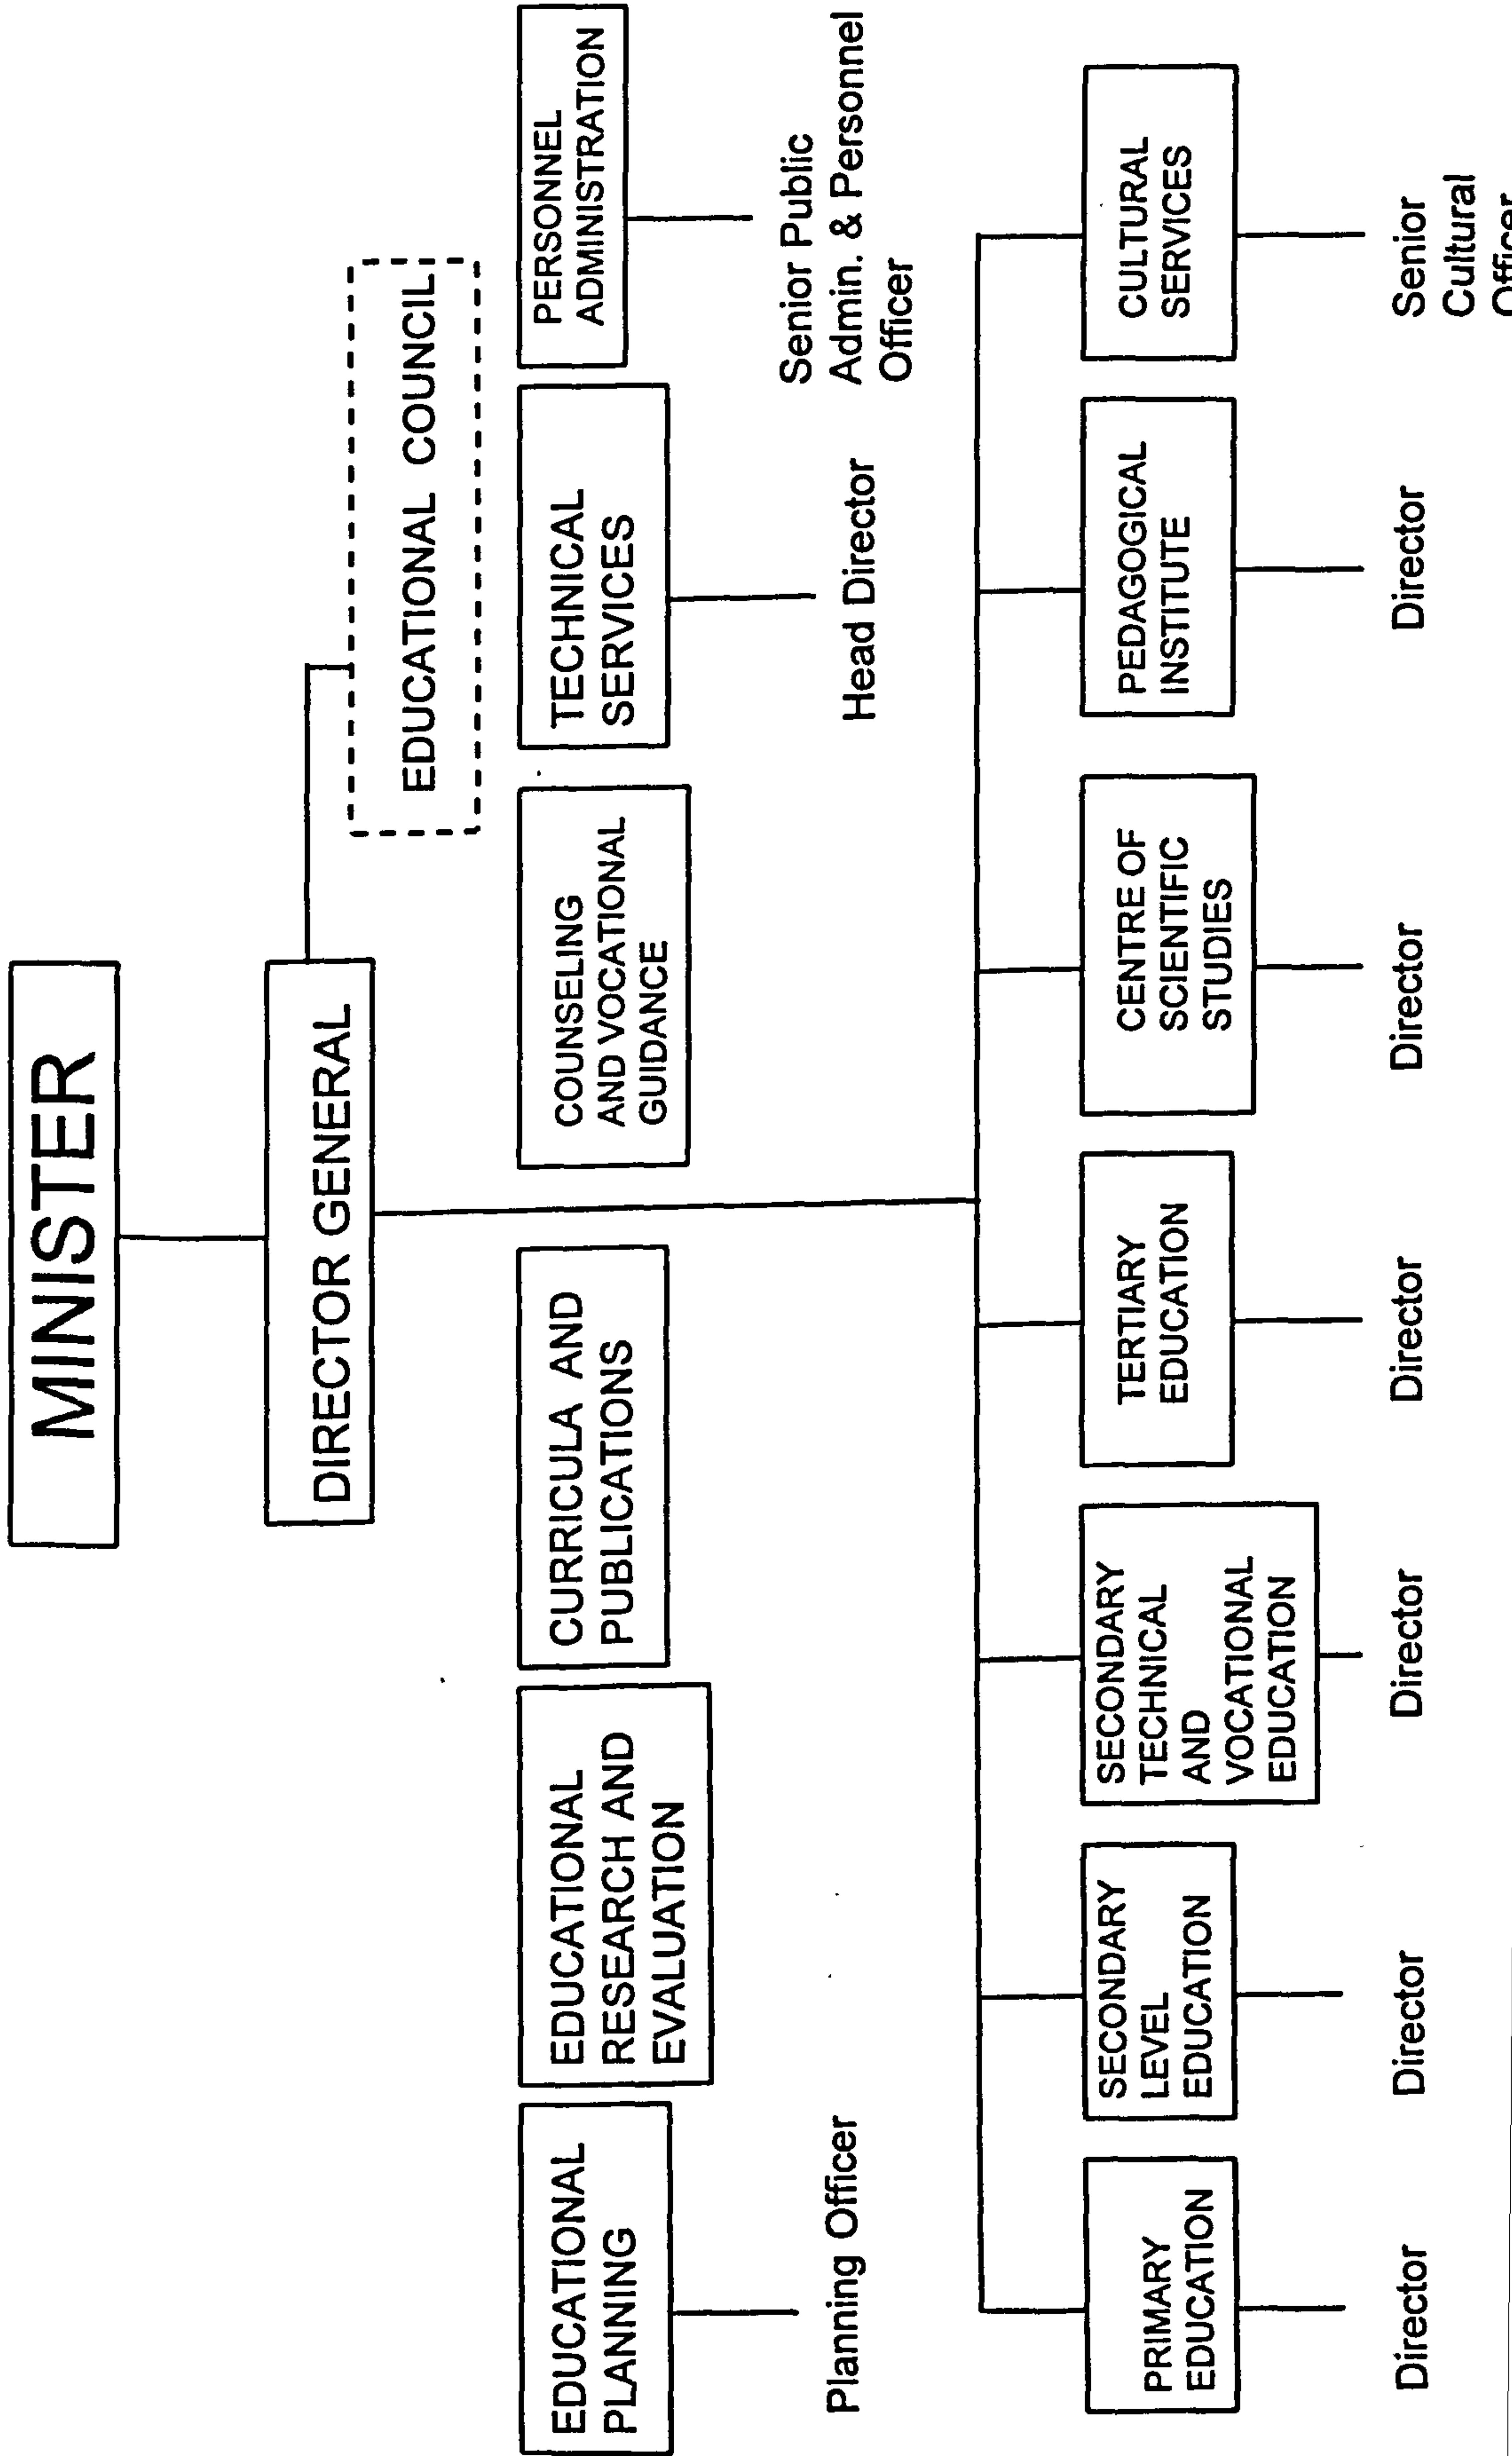 MINISTER
DIRECTOR GENERAL
EDUCATIONAL COUNCIL
EDUCATIONAL
PLANNING
Planning Officer
EDUCATIONAL
RESEARCH AND
EVALUATION
CURRICULA AND
PUBLICATIONS
COUNSELING
AND VOCATIONAL
GUIDANCE
TECHNICAL
SERVICES
Head Director
PERSONNEL
ADMINISTRATION
Senior Public
Admin. & Personnel
Officer
PRIMARY
EDUCATION
Director
SECONDARY
LEVEL
EDUCATION
Director
SECONDARY
TECHNICAL
AND
VOCATIONAL
EDUCATION
Director
TERTIARY
EDUCATION
Director
CENTRE OF
SCIENTIFIC
STUDIES
Director
PEDAGOGICAL
INSTITUTE
Director
CULTURAL
SERVICES
Senior
Cultural
Officer